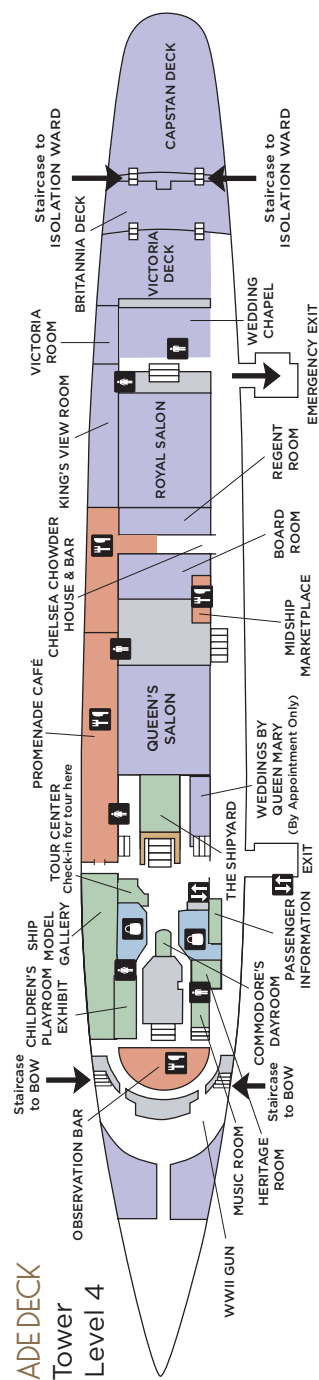 ADE DECK
Tower
Level 4
Staircase
to BOW
CHILDREN'S
PLAYROOM
EXHIBIT
SHIP
MODEL
GALLERY
TOUR CENTER
Check-in for tour here
PROMENADE CAFÉ
CHELSEA CHOWDER
HOUSE & BAR
KING'S VIEW ROOM
VICTORIA
ROOM
BRITANNIA DECK
Staircase to
ISOLATION WARD
OBSERVATION BAR
QUEEN'S
SALON
ROYAL SALON
VICTORIA
DECK
CAPSTAN DECK
WWII GUN
MUSIC ROOM
HERITAGE
ROOM
Staircase
to BOW
COMMODORE'S
DAYROOM
PASSENGER
INFORMATION
THE SHIPYARD
EXIT
WEDDINGS BY
QUEEN MARY
(By Appointment Only)
MIDSHIP
MARKETPLACE
BOARD
ROOM
REGENT
ROOM
EMERGENCY EXIT
WEDDING
CHAPEL
Staircase to
ISOLATION WARD